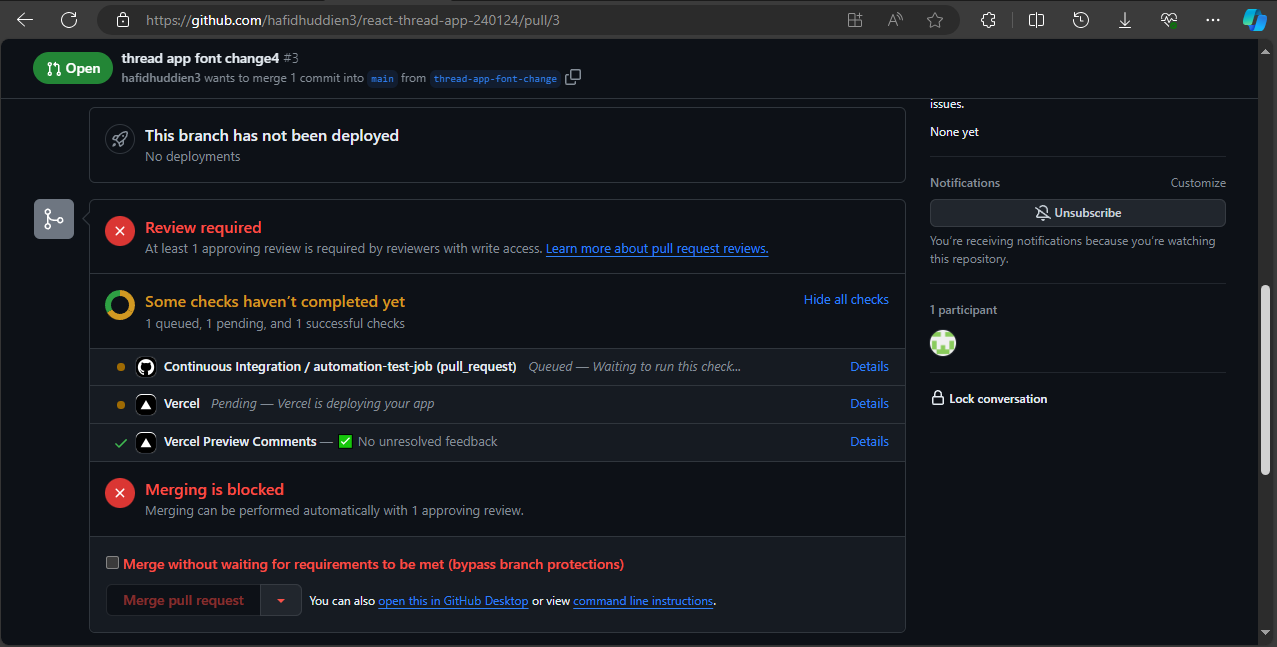 https://github.com/hafidhuddien3/react-thread-app-240124/pull/3
Open
thread app font change4 #3
hafidhuddien3 wants to merge 1 commit into main from thread-app-font-change
This branch has not been deployed
No deployments
Review required
At least 1 approving review is required by reviewers with write access. Learn more about pull request reviews.
Some checks haven't completed yet
Hide all checks
1 queued, 1 pending, and 1 successful checks
Continuous Integration / automation-test-job (pull_request) Queued — Waiting to run this check...
Details
Vercel Pending — Vercel is deploying your app
Details
Vercel Preview Comments — ✅ No unresolved feedback
Details
Merging is blocked
Merging can be performed automatically with 1 approving review.
Merge without waiting for requirements to be met (bypass branch protections)
Merge pull request
You can also open this in GitHub Desktop or view command line instructions.
issues.
None yet
Notifications
Customize
Unsubscribe
You're receiving notifications because you're watching
this repository.
1 participant
Lock conversation